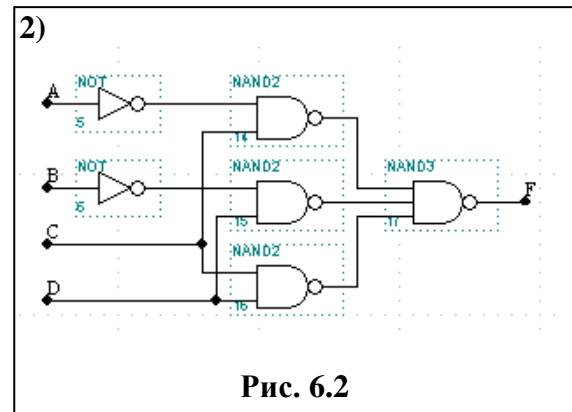 2)
NOT
NAND2
A
5
14
NOT
NAND2
NAND3
B
F
6
15
17
C
NAND2
D
16
Рис. 6.2